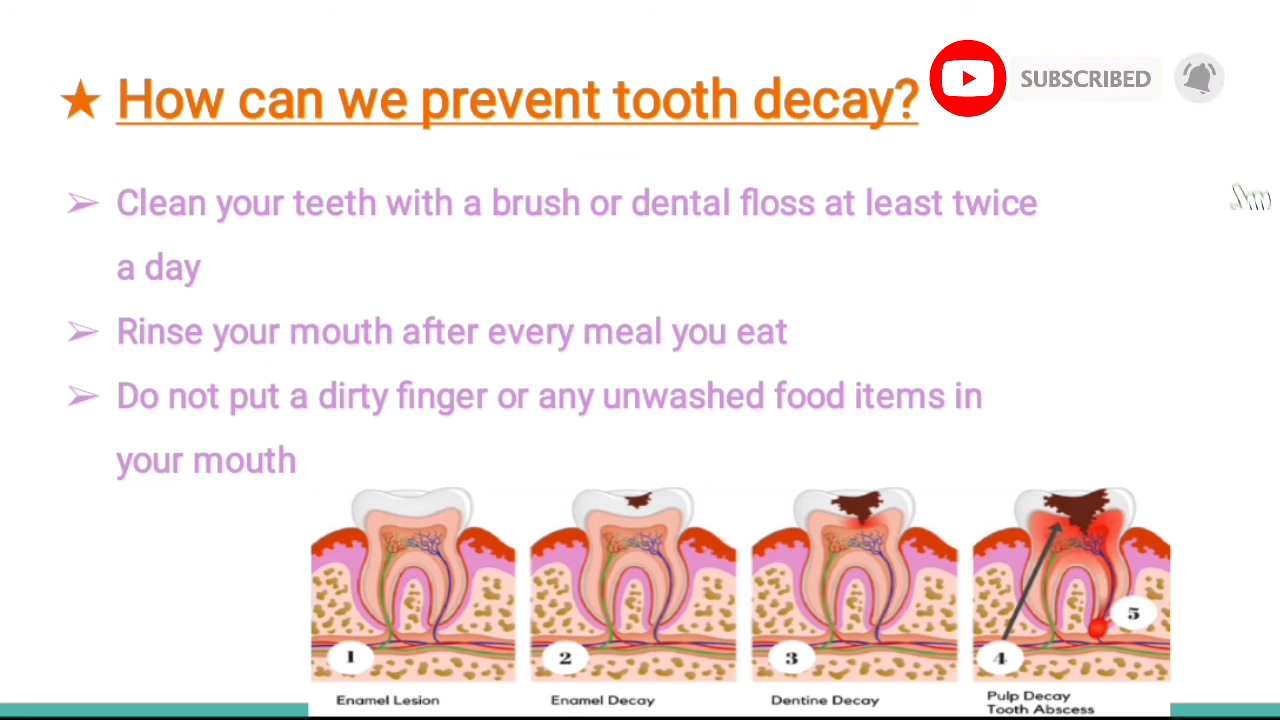 ★ How can we prevent tooth decay?
SUBSCRIBED
➢ Clean your teeth with a brush or dental floss at least twice
a day
➢ Rinse your mouth after every meal you eat
➢ Do not put a dirty finger or any unwashed food items in
your mouth
1
2
3
4
5
Enamel Lesion
Enamel Decay
Dentine Decay
Pulp Decay
Tooth Abscess